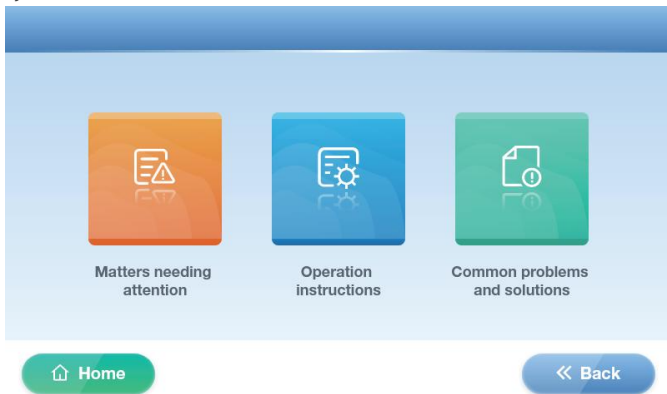 Matters needing
attention
Operation
instructions
Common problems
and solutions
Home
Back